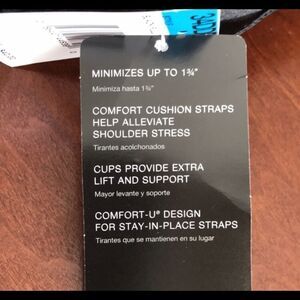 MINIMIZES UP TO 1¾"
Minimiza hasta 1¾"
COMFORT CUSHION STRAPS
HELP ALLEVIATE
SHOULDER STRESS
Tirantes acolchonados
CUPS PROVIDE EXTRA
LIFT AND SUPPORT
Mayor levante y soporte
COMFORT-U® DESIGN
FOR STAY-IN-PLACE STRAPS
Tirantes que se mantienen en su lugar